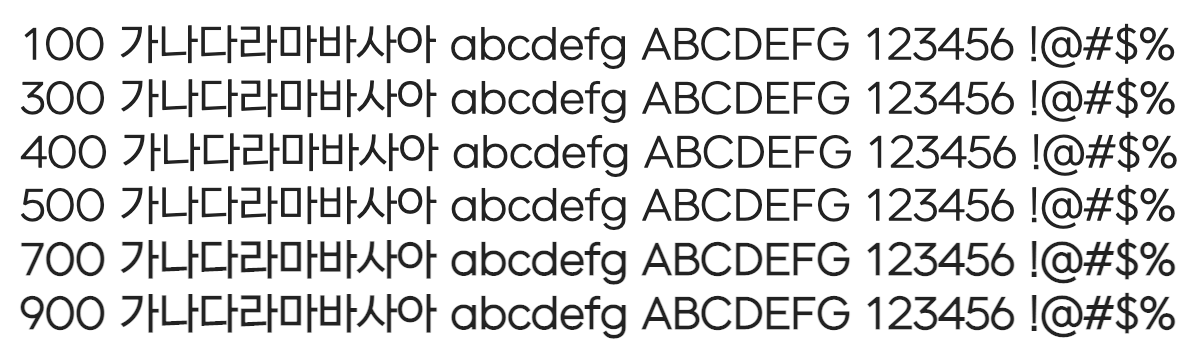 100 가나다라마바사아 abcdefg ABCDEFG 123456 !@#$%
300 가나다라마바사아 abcdefg ABCDEFG 123456 !@#$%
400 가나다라마바사아 abcdefg ABCDEFG 123456 !@#$%
500 가나다라마바사아 abcdefg ABCDEFG 123456 !@#$%
700 가나다라마바사아 abcdefg ABCDEFG 123456 !@#$%
900 가나다라마바사아 abcdefg ABCDEFG 123456 !@#$%